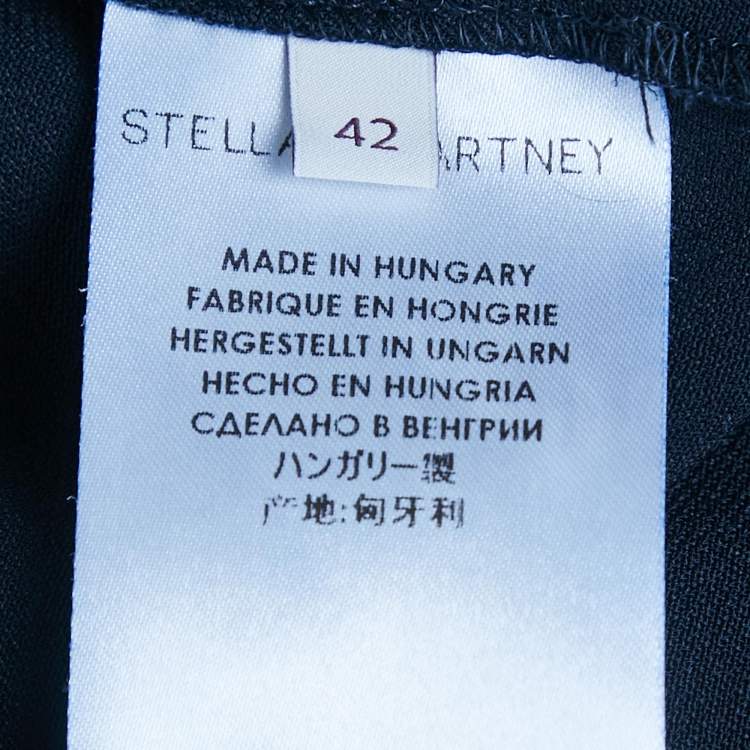 STELLA 42 ARTNEY
MADE IN HUNGARY
FABRIQUE EN HONGRIE
HERGESTELLT IN UNGARN
HECHO EN HUNGRIA
СДЕЛАНО В ВЕНГРИИ
ハンガリー製
产地:匈牙利